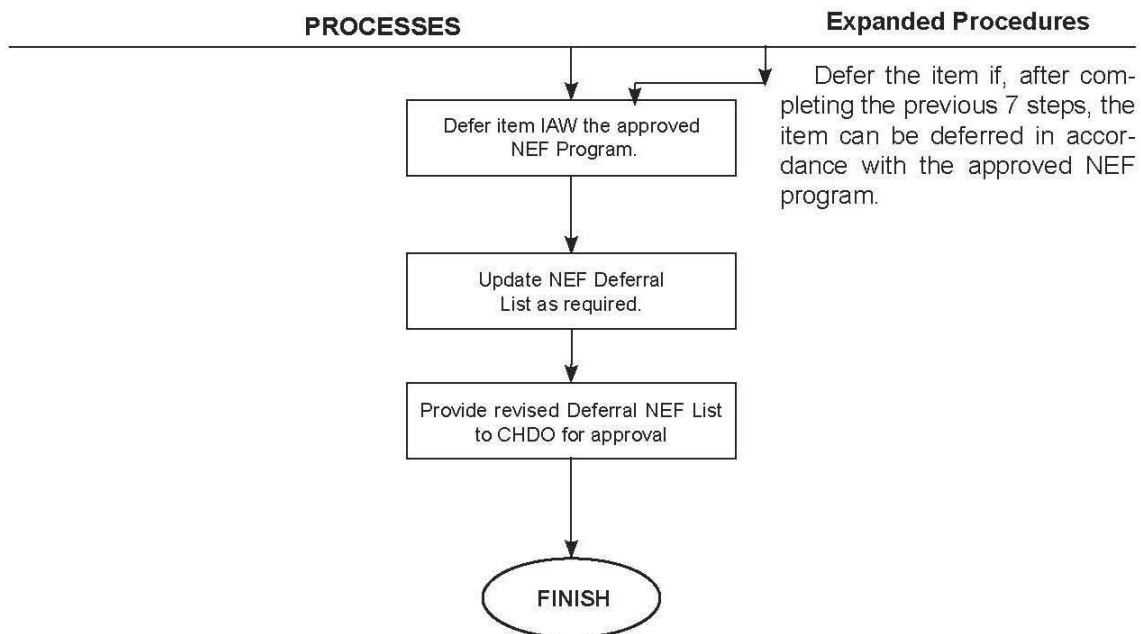 PROCESSES
Expanded Procedures
Defer the item if, after com-
pleting the previous 7 steps, the
item can be deferred in accor-
dance with the approved NEF
program.
Defer item IAW the approved
NEF Program.
Update NEF Deferral
List as required.
Provide revised Deferral NEF List
to CHDO for approval
FINISH